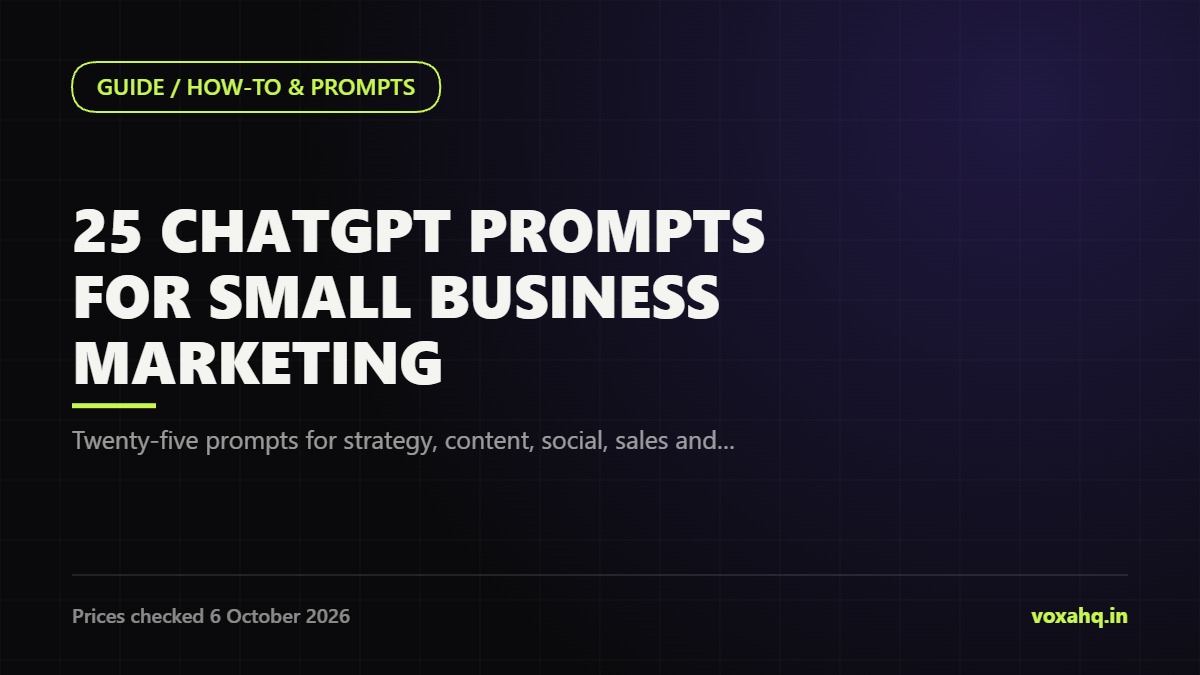 GUIDE / HOW-TO & PROMPTS
25 CHATGPT PROMPTS
FOR SMALL BUSINESS
MARKETING
Twenty-five prompts for strategy, content, social, sales and...
Prices checked 6 October 2026
voxahq.in